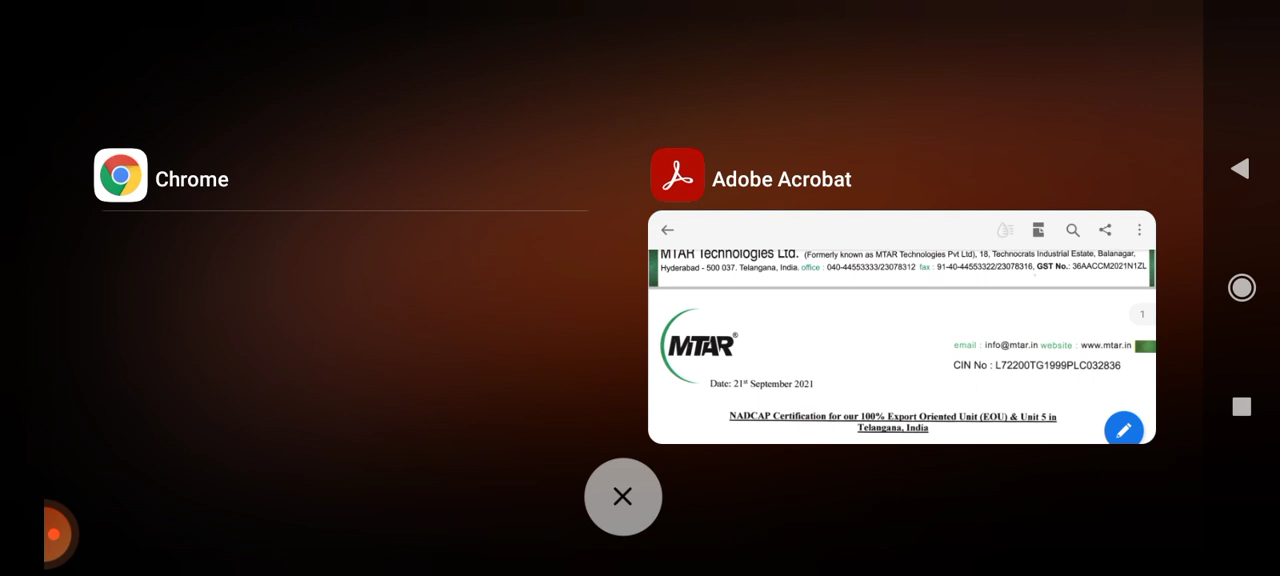 Chrome
Adobe Acrobat
MTAR Technologies Ltd. (Formerly known as MTAR Technologies Pvt Ltd), 18, Technocrats Industrial Estate, Balanagar,
Hyderabad - 500 037. Telangana, India. office : 040-44553333/23078312 fax : 91-40-44553322/23078316, GST No.: 36AACCM2021N1ZL
1
MTAR®
email : info@mtar.in website : www.mtar.in
CIN No : L72200TG1999PLC032836
Date: 21st September 2021
NADCAP Certification for our 100% Export Oriented Unit (EOU) & Unit 5 in
Telangana, India